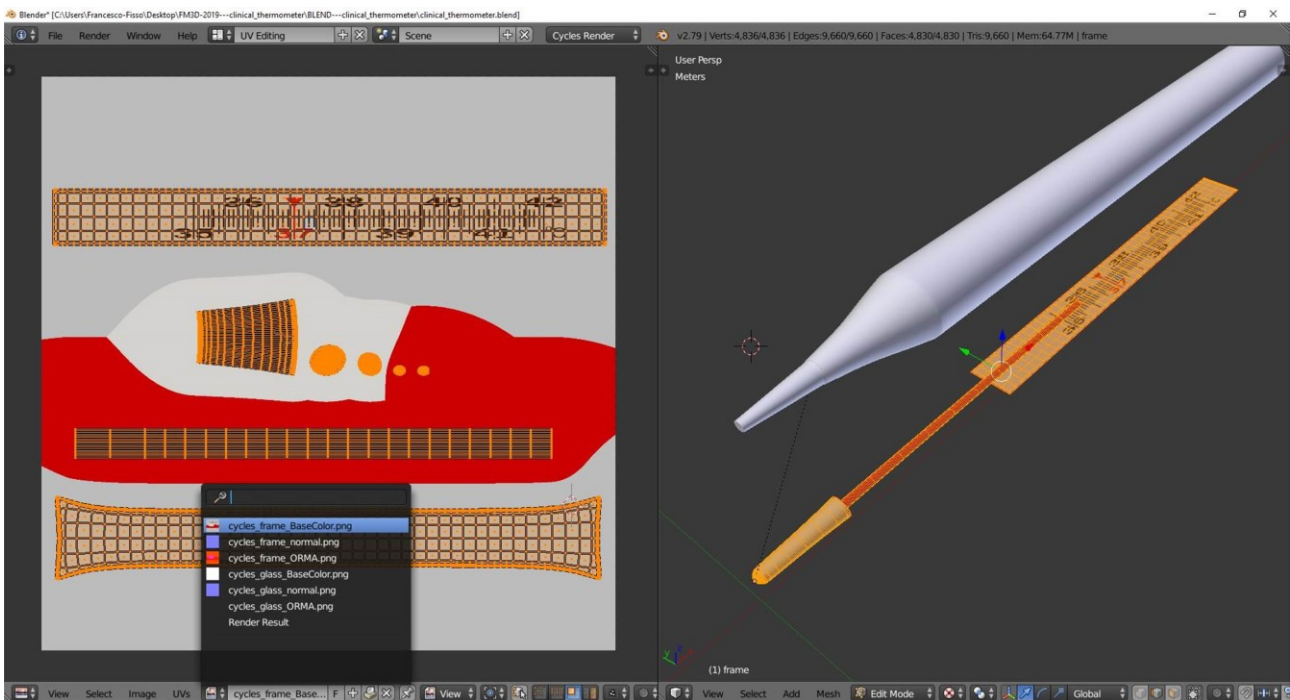 Blender* [C:\Users\Francesco-Fisso\Desktop\FM3D-2019---clinical_thermometer\BLEND---clinical_thermometer\clinical_thermometer.blend]
File Render Window Help UV Editing Scene Cycles Render v2.79 | Verts:4,836/4,836 | Edges:9,660/9,660 | Faces:4,830/4,830 | Tris:9,660 | Mem:64.77M | frame
User Persp
Meters
36 38 40 42
35 37 39 41 °C
cycles_frame_BaseColor.png
cycles_frame_normal.png
cycles_frame_ORMA.png
cycles_glass_BaseColor.png
cycles_glass_normal.png
cycles_glass_ORMA.png
Render Result
(1) frame
View Select Image UVs cycles_frame_Base... F View
View Select Add Mesh Edit Mode Global